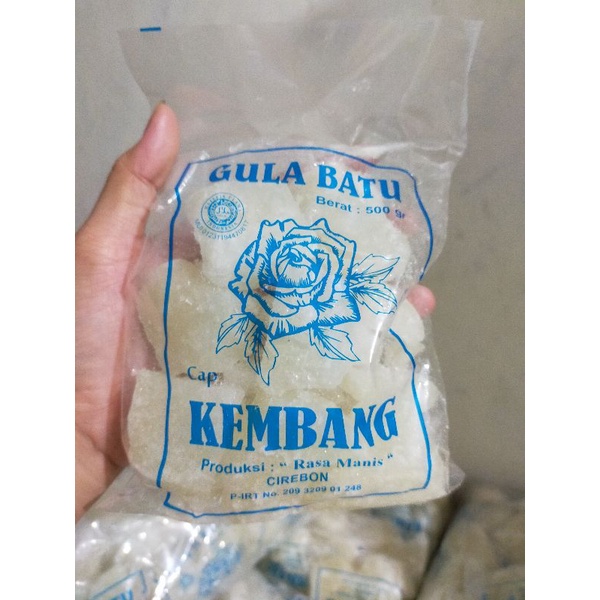 GULA BATU
Berat : 500 gr
Cap
KEMBANG
Produksi : " Rasa Manis "
CIREBON
P-IRT No. 209 3209 01 248